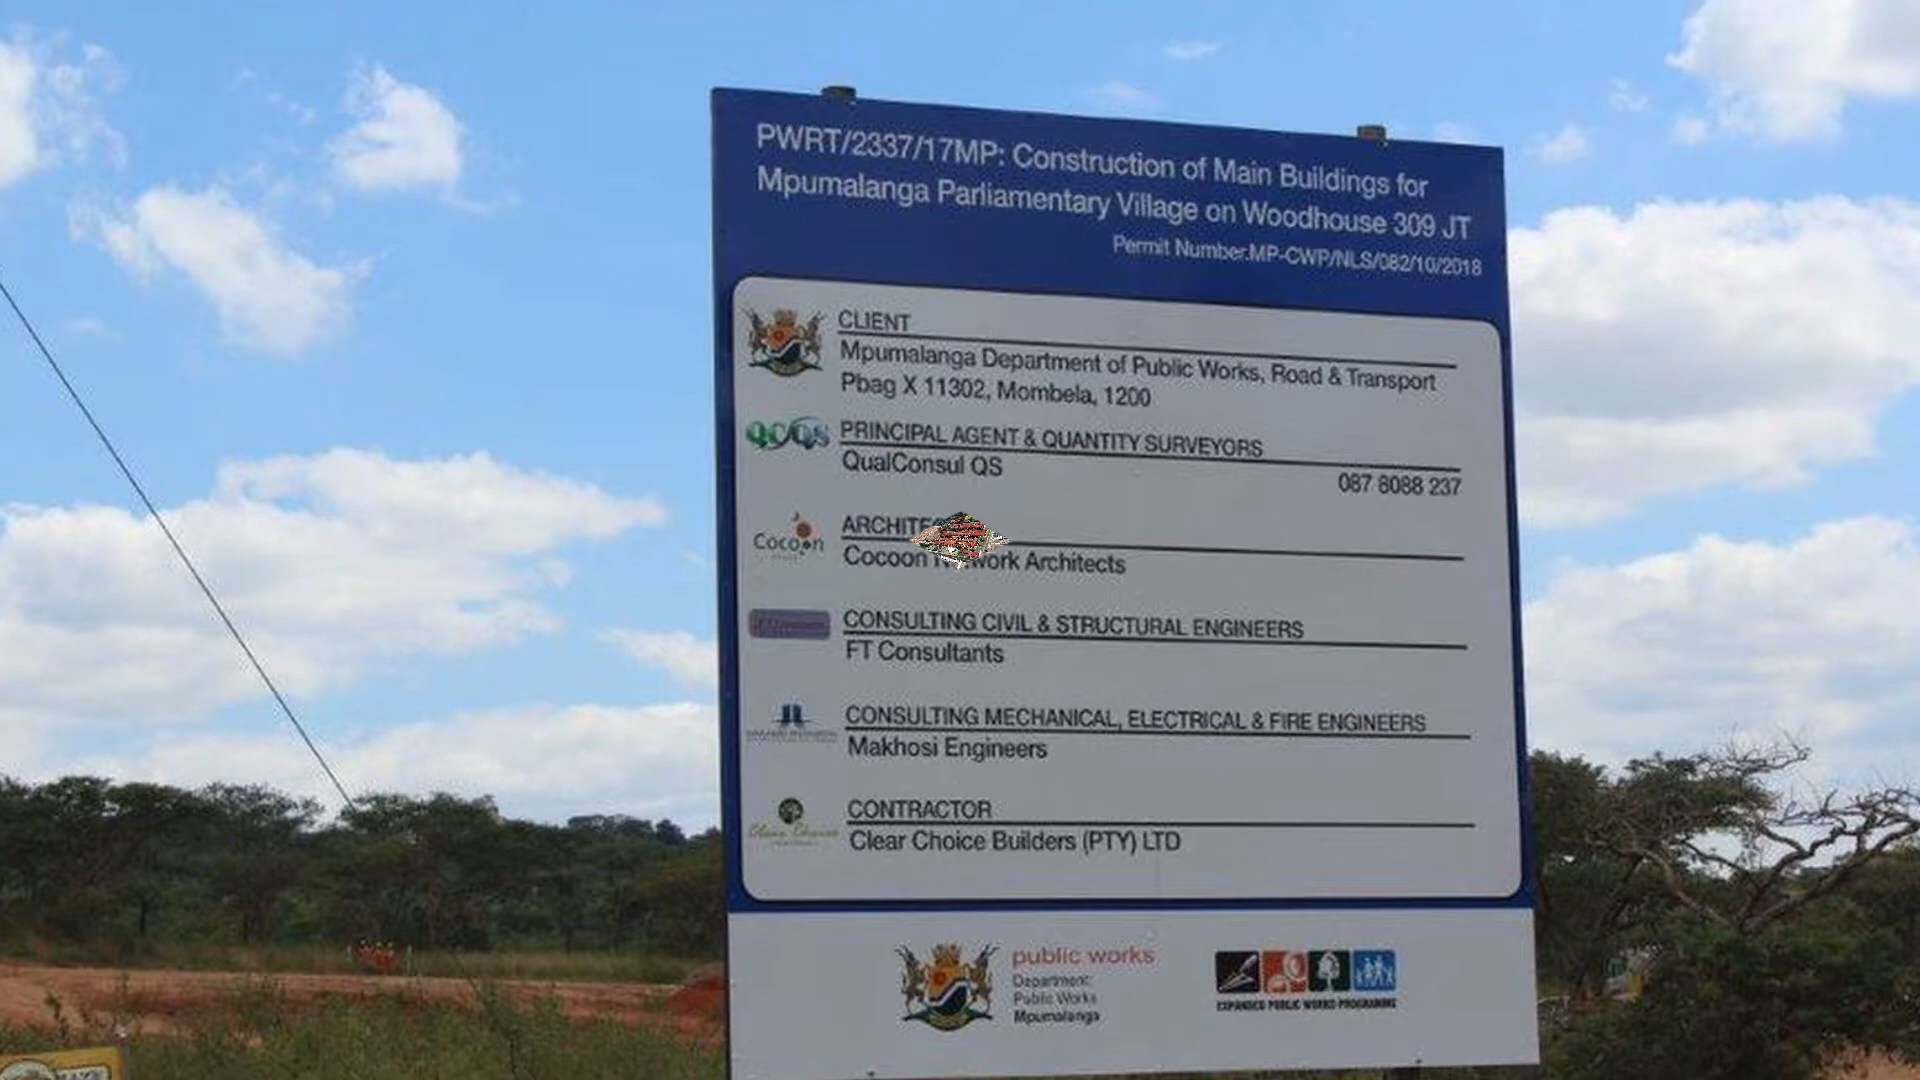 PWRT/2337/17MP: Construction of Main Buildings for
Mpumalanga Parliamentary Village on Woodhouse 309 JT
Permit Number.MP-CWP/NLS/082/10/2018
CLIENT
Mpumalanga Department of Public Works, Road & Transport
Pbag X 11302, Mombela, 1200
QCQS
PRINCIPAL AGENT & QUANTITY SURVEYORS
QualConsul QS
087 8088 237
Cocoon
Cocoon Architects
CONSULTING CIVIL & STRUCTURAL ENGINEERS
FT Consultants
CONSULTING MECHANICAL, ELECTRICAL & FIRE ENGINEERS
Makhosi Engineers
CONTRACTOR
Clear Choice Builders (PTY) LTD
public works
Department:
Public Works
Mpumalanga
EXPANDED PUBLIC WORKS PROGRAMME